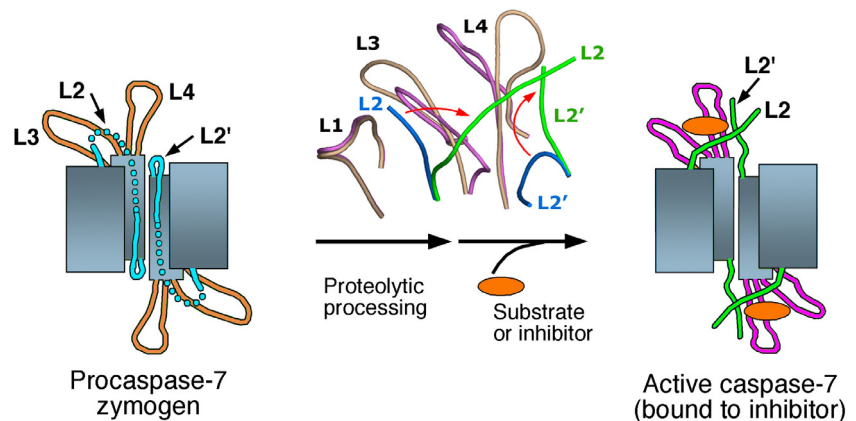 L2
L4
L3
L2'
Procaspase-7
zymogen
L4
L3
L2
L2
L1
L2'
L2'
Proteolytic
processing
Substrate
or inhibitor
L2'
L2
Active caspase-7
(bound to inhibitor)